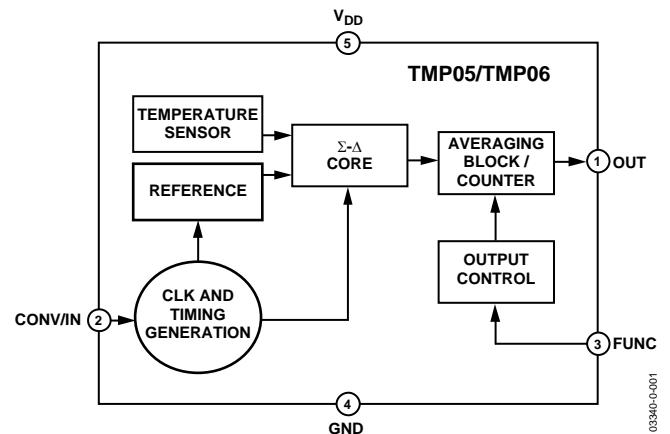 VDD
5
TMP05/TMP06
TEMPERATURE
SENSOR
Σ-Δ
CORE
AVERAGING
BLOCK /
COUNTER
1 OUT
REFERENCE
OUTPUT
CONTROL
CLK AND
TIMING
GENERATION
CONV/IN 2
3 FUNC
4
GND
03340-0-001